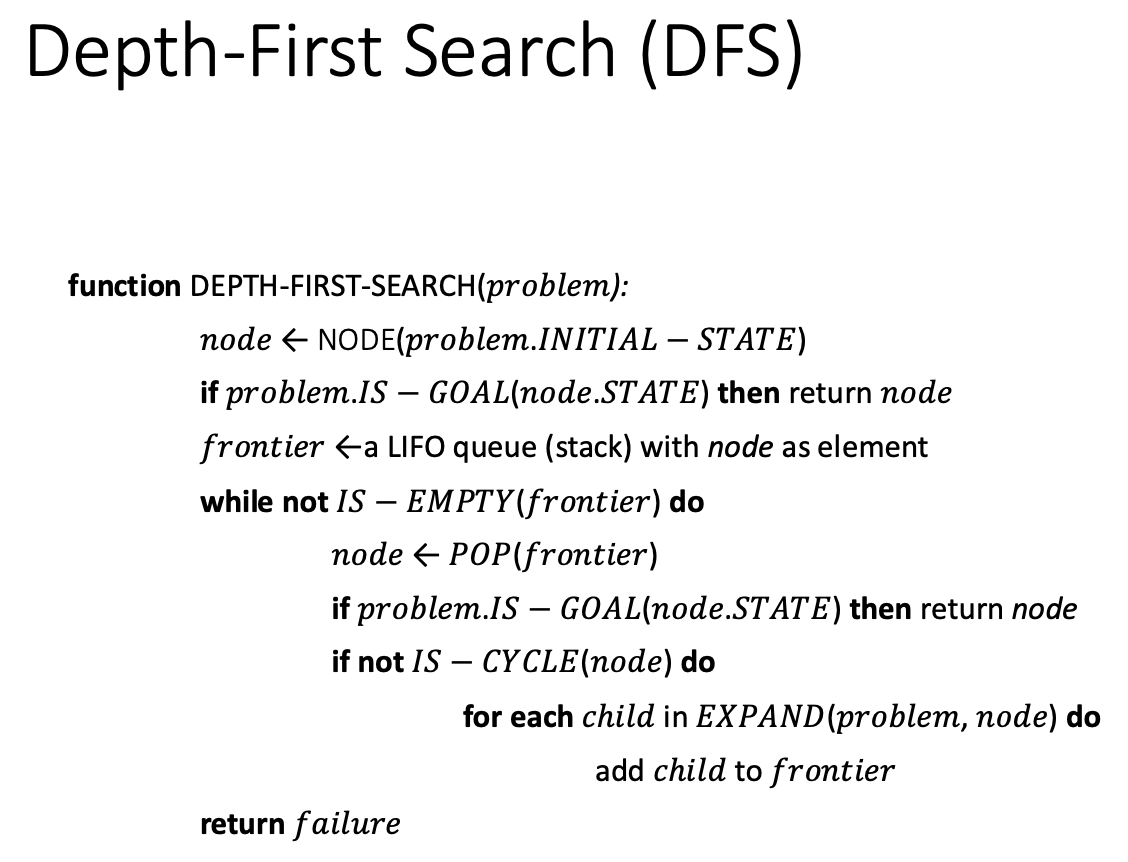 Depth-First Search (DFS)
function DEPTH-FIRST-SEARCH(problem):
node ← NODE(problem.INITIAL − STATE)
if problem.IS − GOAL(node.STATE) then return node
frontier ←a LIFO queue (stack) with node as element
while not IS − EMPTY(frontier) do
node ← POP(frontier)
if problem.IS − GOAL(node.STATE) then return node
if not IS − CYCLE(node) do
for each child in EXPAND(problem, node) do
add child to frontier
return failure